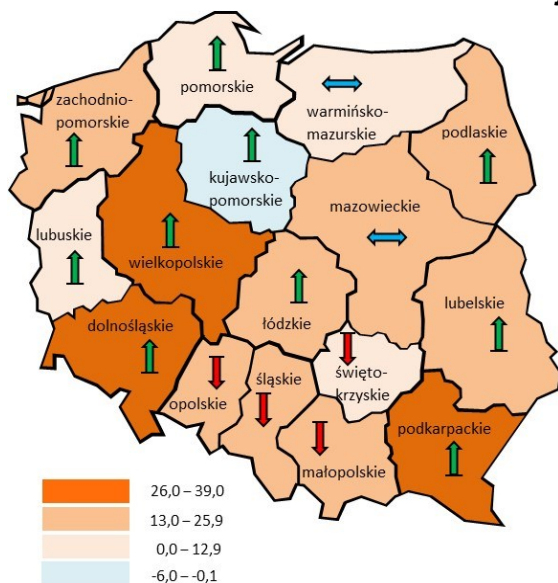 pomorskie
zachodnio-
pomorskie
warmińsko-
mazurskie
podlaskie
kujawsko-
pomorskie
mazowieckie
lubuskie
wielkopolskie
lubelskie
dolnośląskie
łódzkie
opolskie
śląskie
święto-
krzyskie
podkarpackie
małopolskie
26,0 – 39,0
13,0 – 25,9
0,0 – 12,9
-6,0 – -0,1